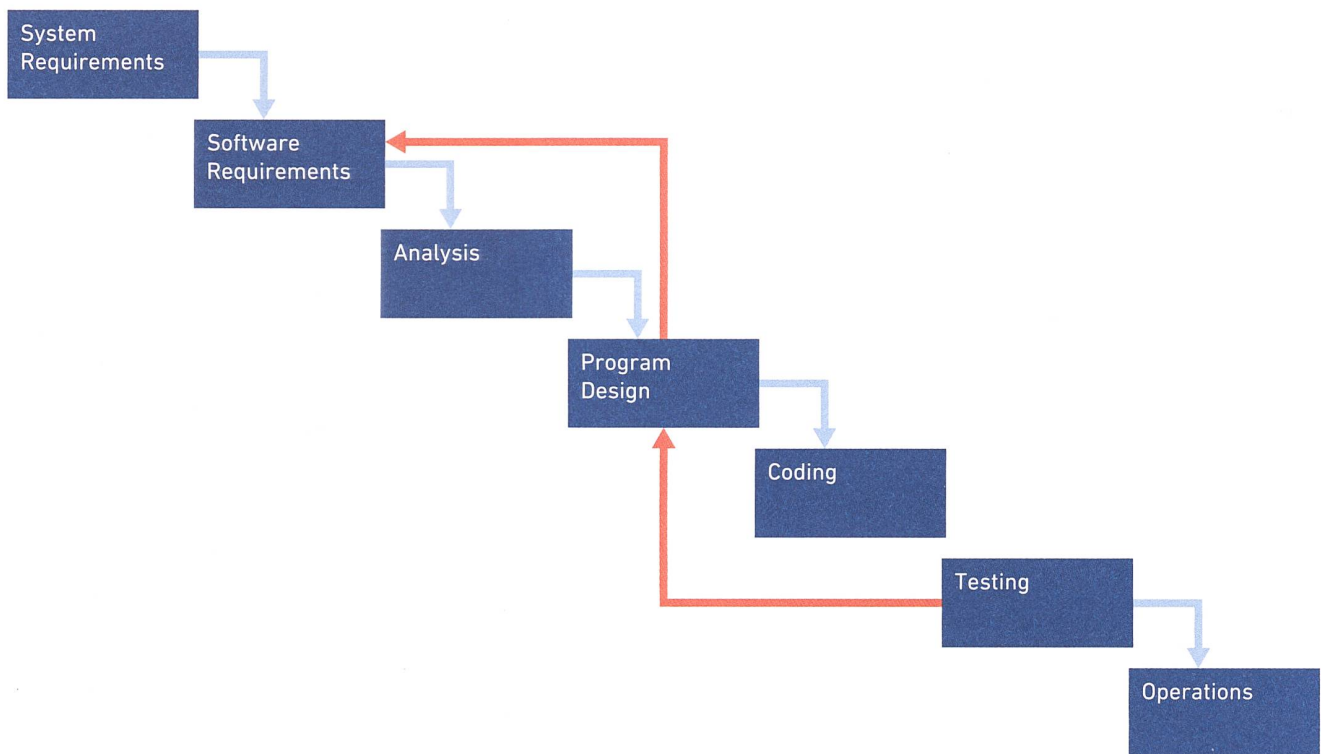 System
Requirements
Software
Requirements
Analysis
Program
Design
Coding
Testing
Operations